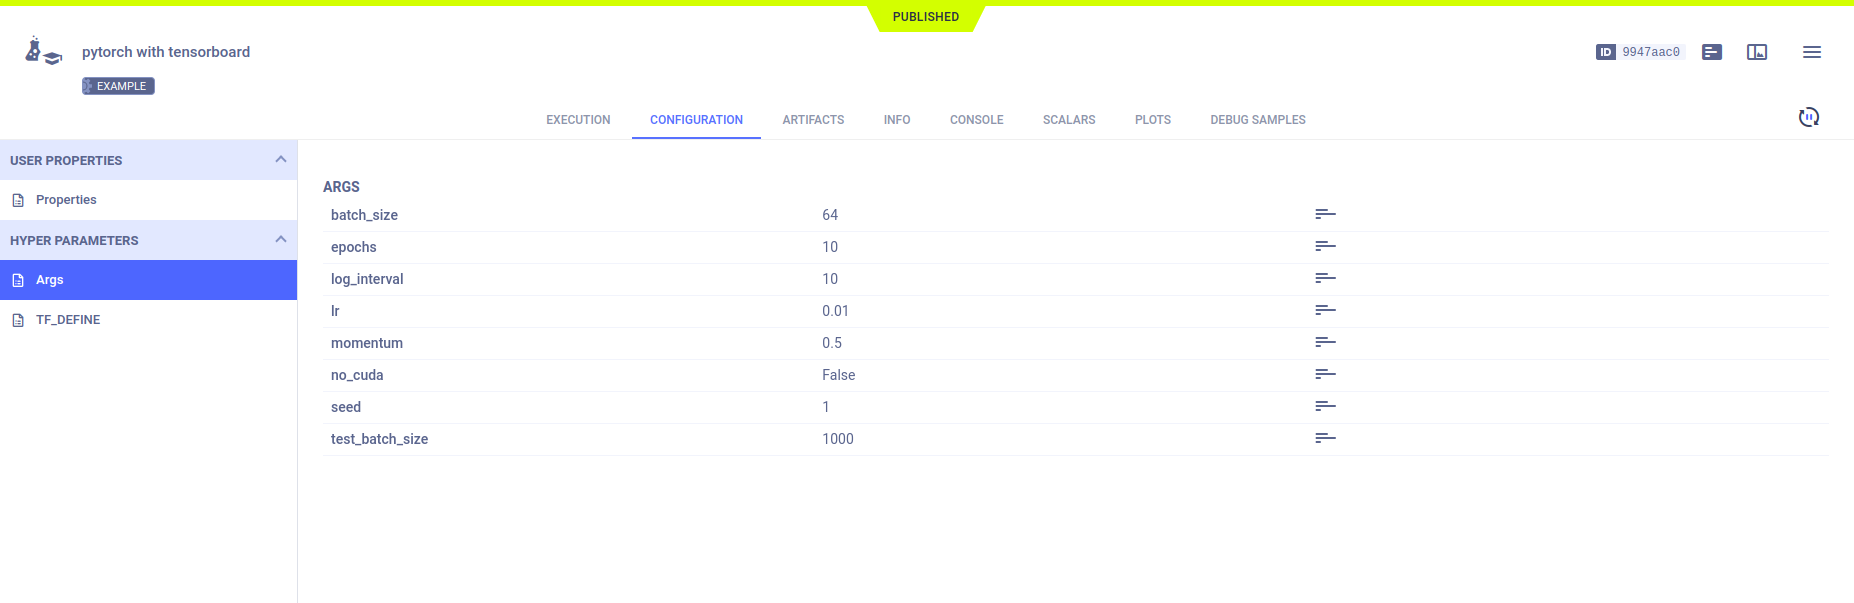 PUBLISHED
pytorch with tensorboard
ID 9947aac0
EXAMPLE
EXECUTION CONFIGURATION ARTIFACTS INFO CONSOLE SCALARS PLOTS DEBUG SAMPLES
USER PROPERTIES
Properties
HYPER PARAMETERS
Args
TF_DEFINE
ARGS
batch_size 64
epochs 10
log_interval 10
lr 0.01
momentum 0.5
no_cuda False
seed 1
test_batch_size 1000